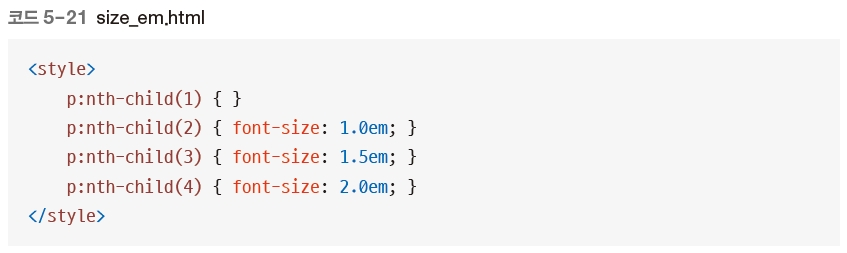 코드 5-21 size_em.html
<style>
p:nth-child(1) { }
p:nth-child(2) { font-size: 1.0em; }
p:nth-child(3) { font-size: 1.5em; }
p:nth-child(4) { font-size: 2.0em; }
</style>